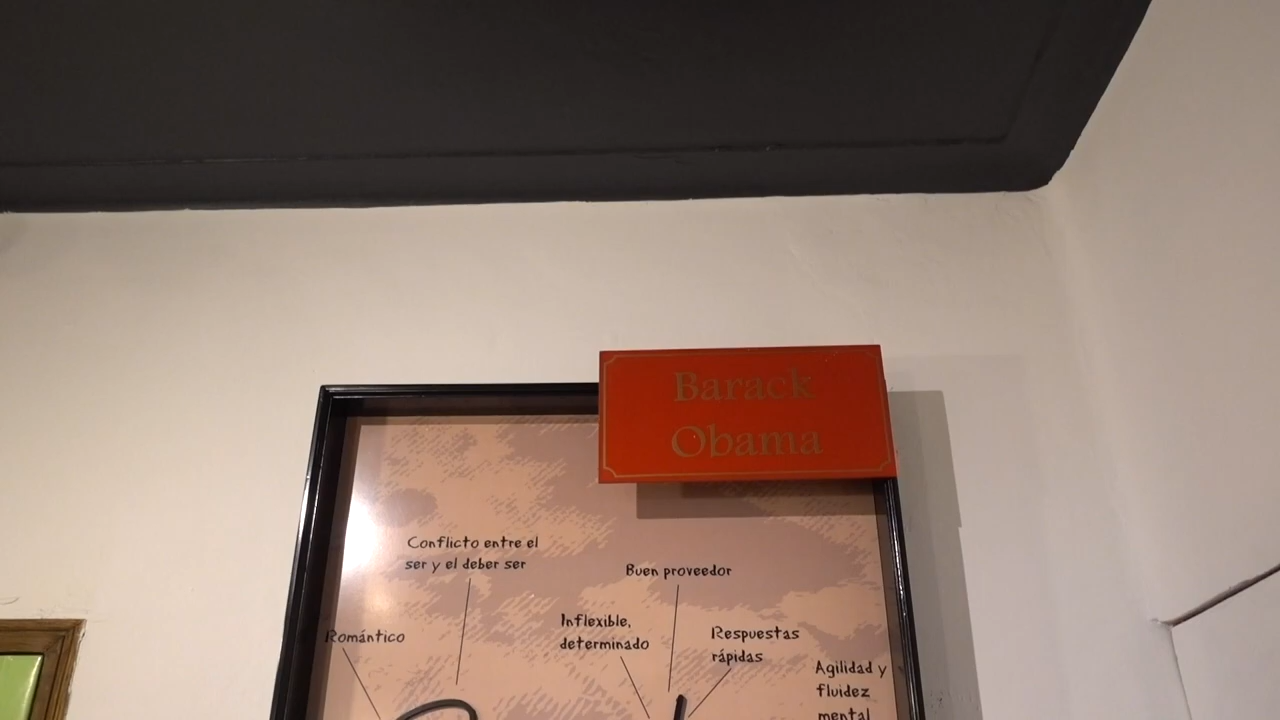 Barack
Obama
Conflicto entre el
ser y el deber ser
Buen proveedor
Romántico
Inflexible,
determinado
Respuestas
rápidas
Agilidad y
fluidez
mental